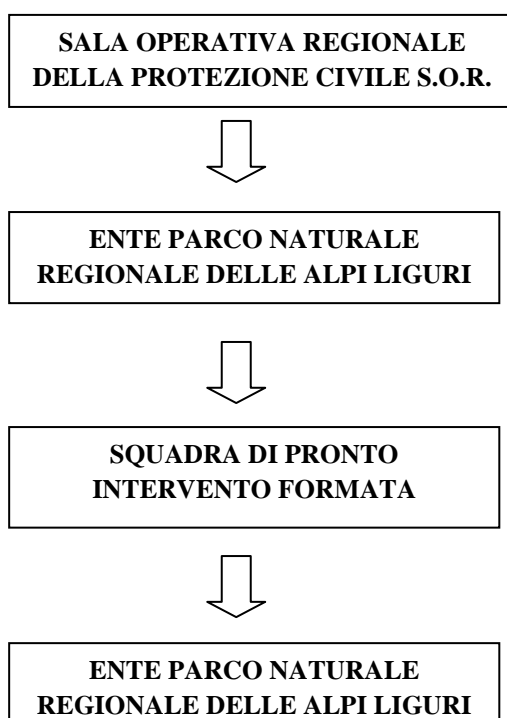 SALA OPERATIVA REGIONALE
DELLA PROTEZIONE CIVILE S.O.R.
ENTE PARCO NATURALE
REGIONALE DELLE ALPI LIGURI
SQUADRA DI PRONTO
INTERVENTO FORMATA
ENTE PARCO NATURALE
REGIONALE DELLE ALPI LIGURI